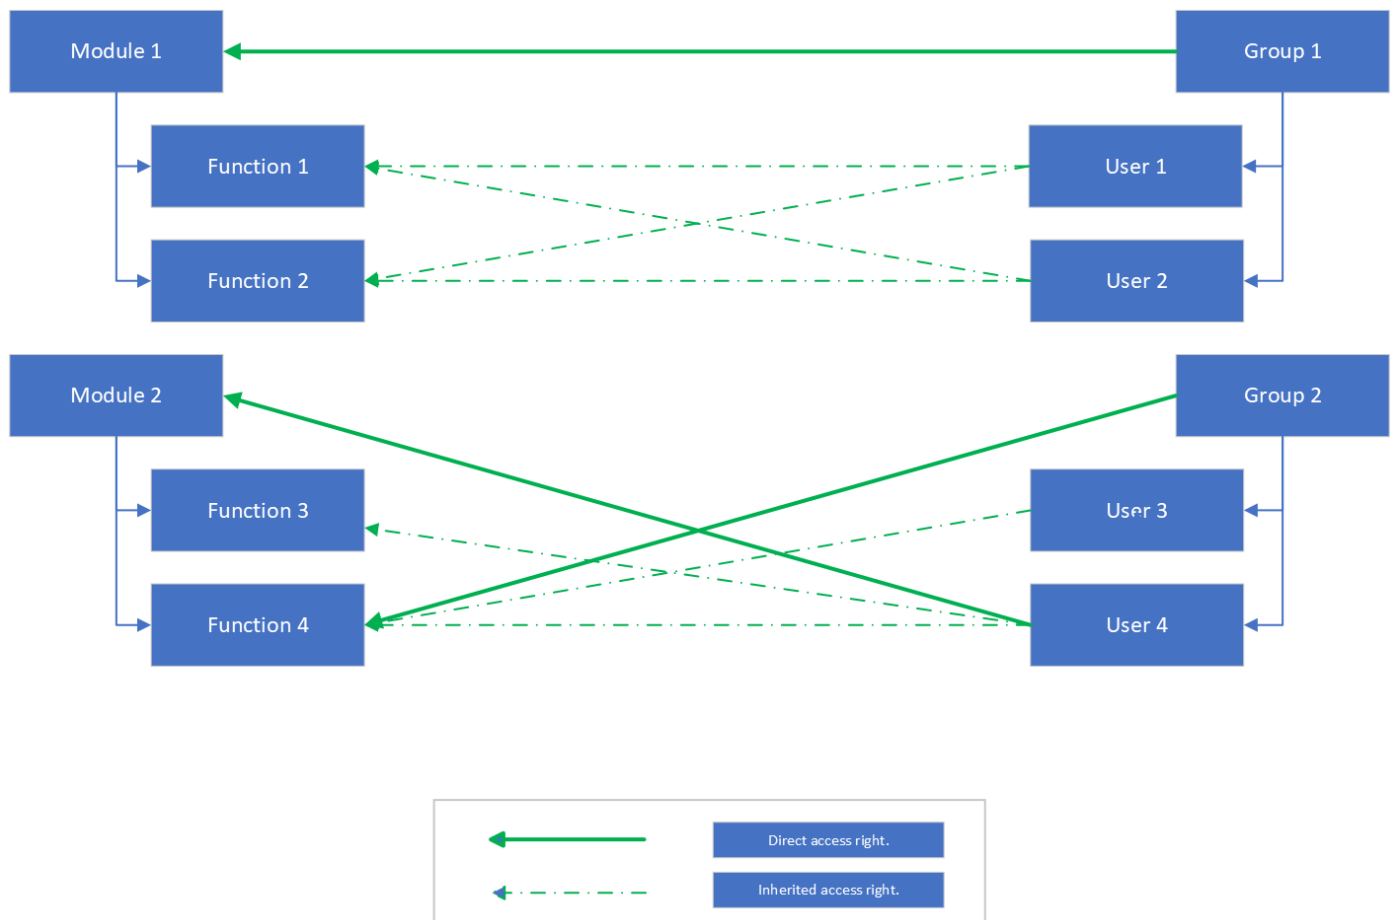 Module 1
Group 1
Function 1
User 1
Function 2
User 2
Module 2
Group 2
Function 3
User 3
Function 4
User 4
Direct access right.
Inherited access right.